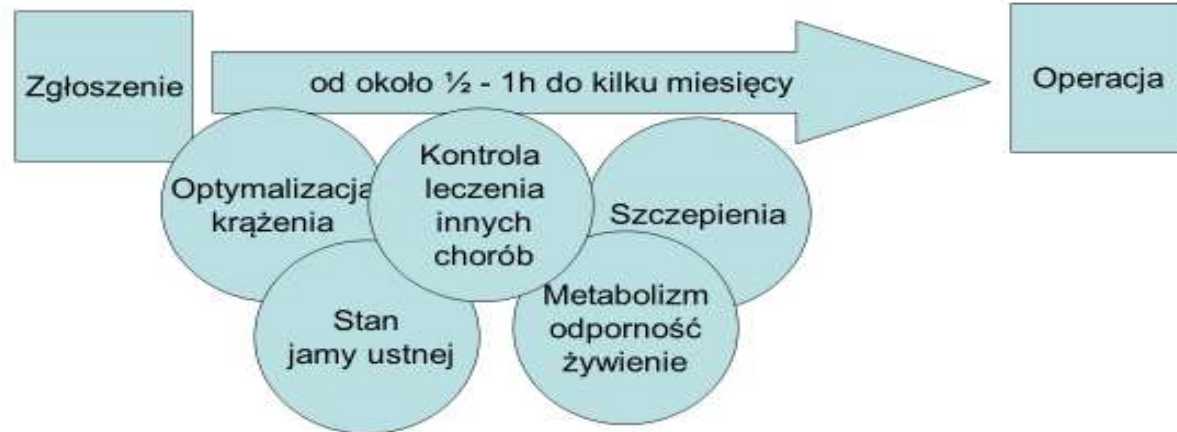 Zgłoszenie
od około ½ - 1h do kilku miesięcy
Operacja
Optymalizacja
krążenia
Kontrola
leczenia
innych
chorób
Szczepienia
Stan
jamy ustnej
Metabolizm
odporność
żywienie